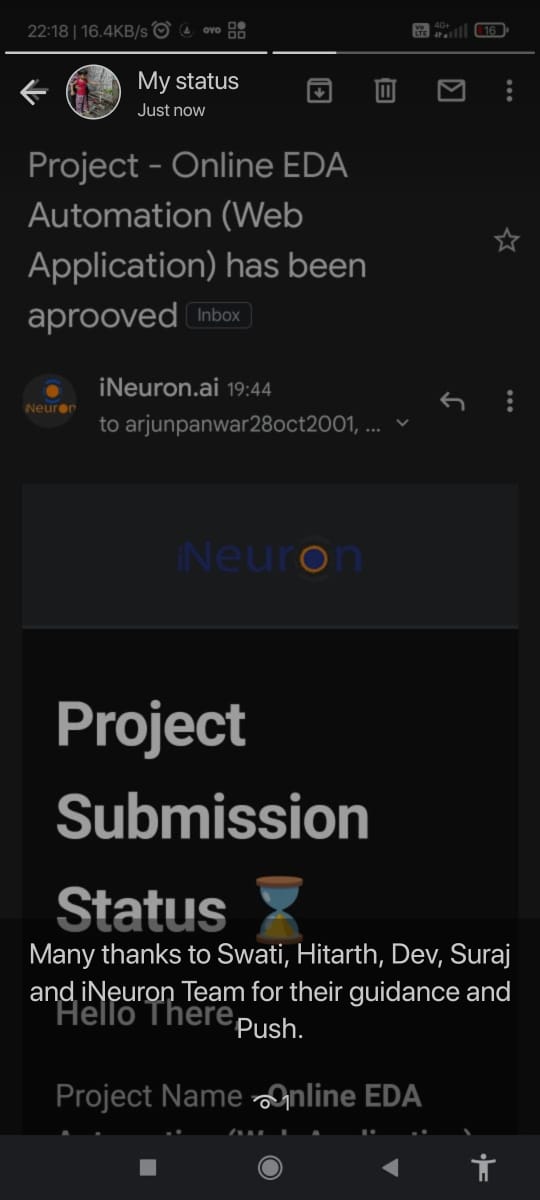 22:18 | 16.4KB/s
16
My status
Just now
Project - Online EDA
Automation (Web
Application) has been
aprooved Inbox
iNeuron.ai 19:44
to arjunpanwar28oct2001, ...
iNeuron
iNeuron
Project
Submission
Status ⏳
Many thanks to Swati, Hitarth, Dev, Suraj
and iNeuron Team for their guidance and
Push.
Hello There,
Project Name - Online EDA
1